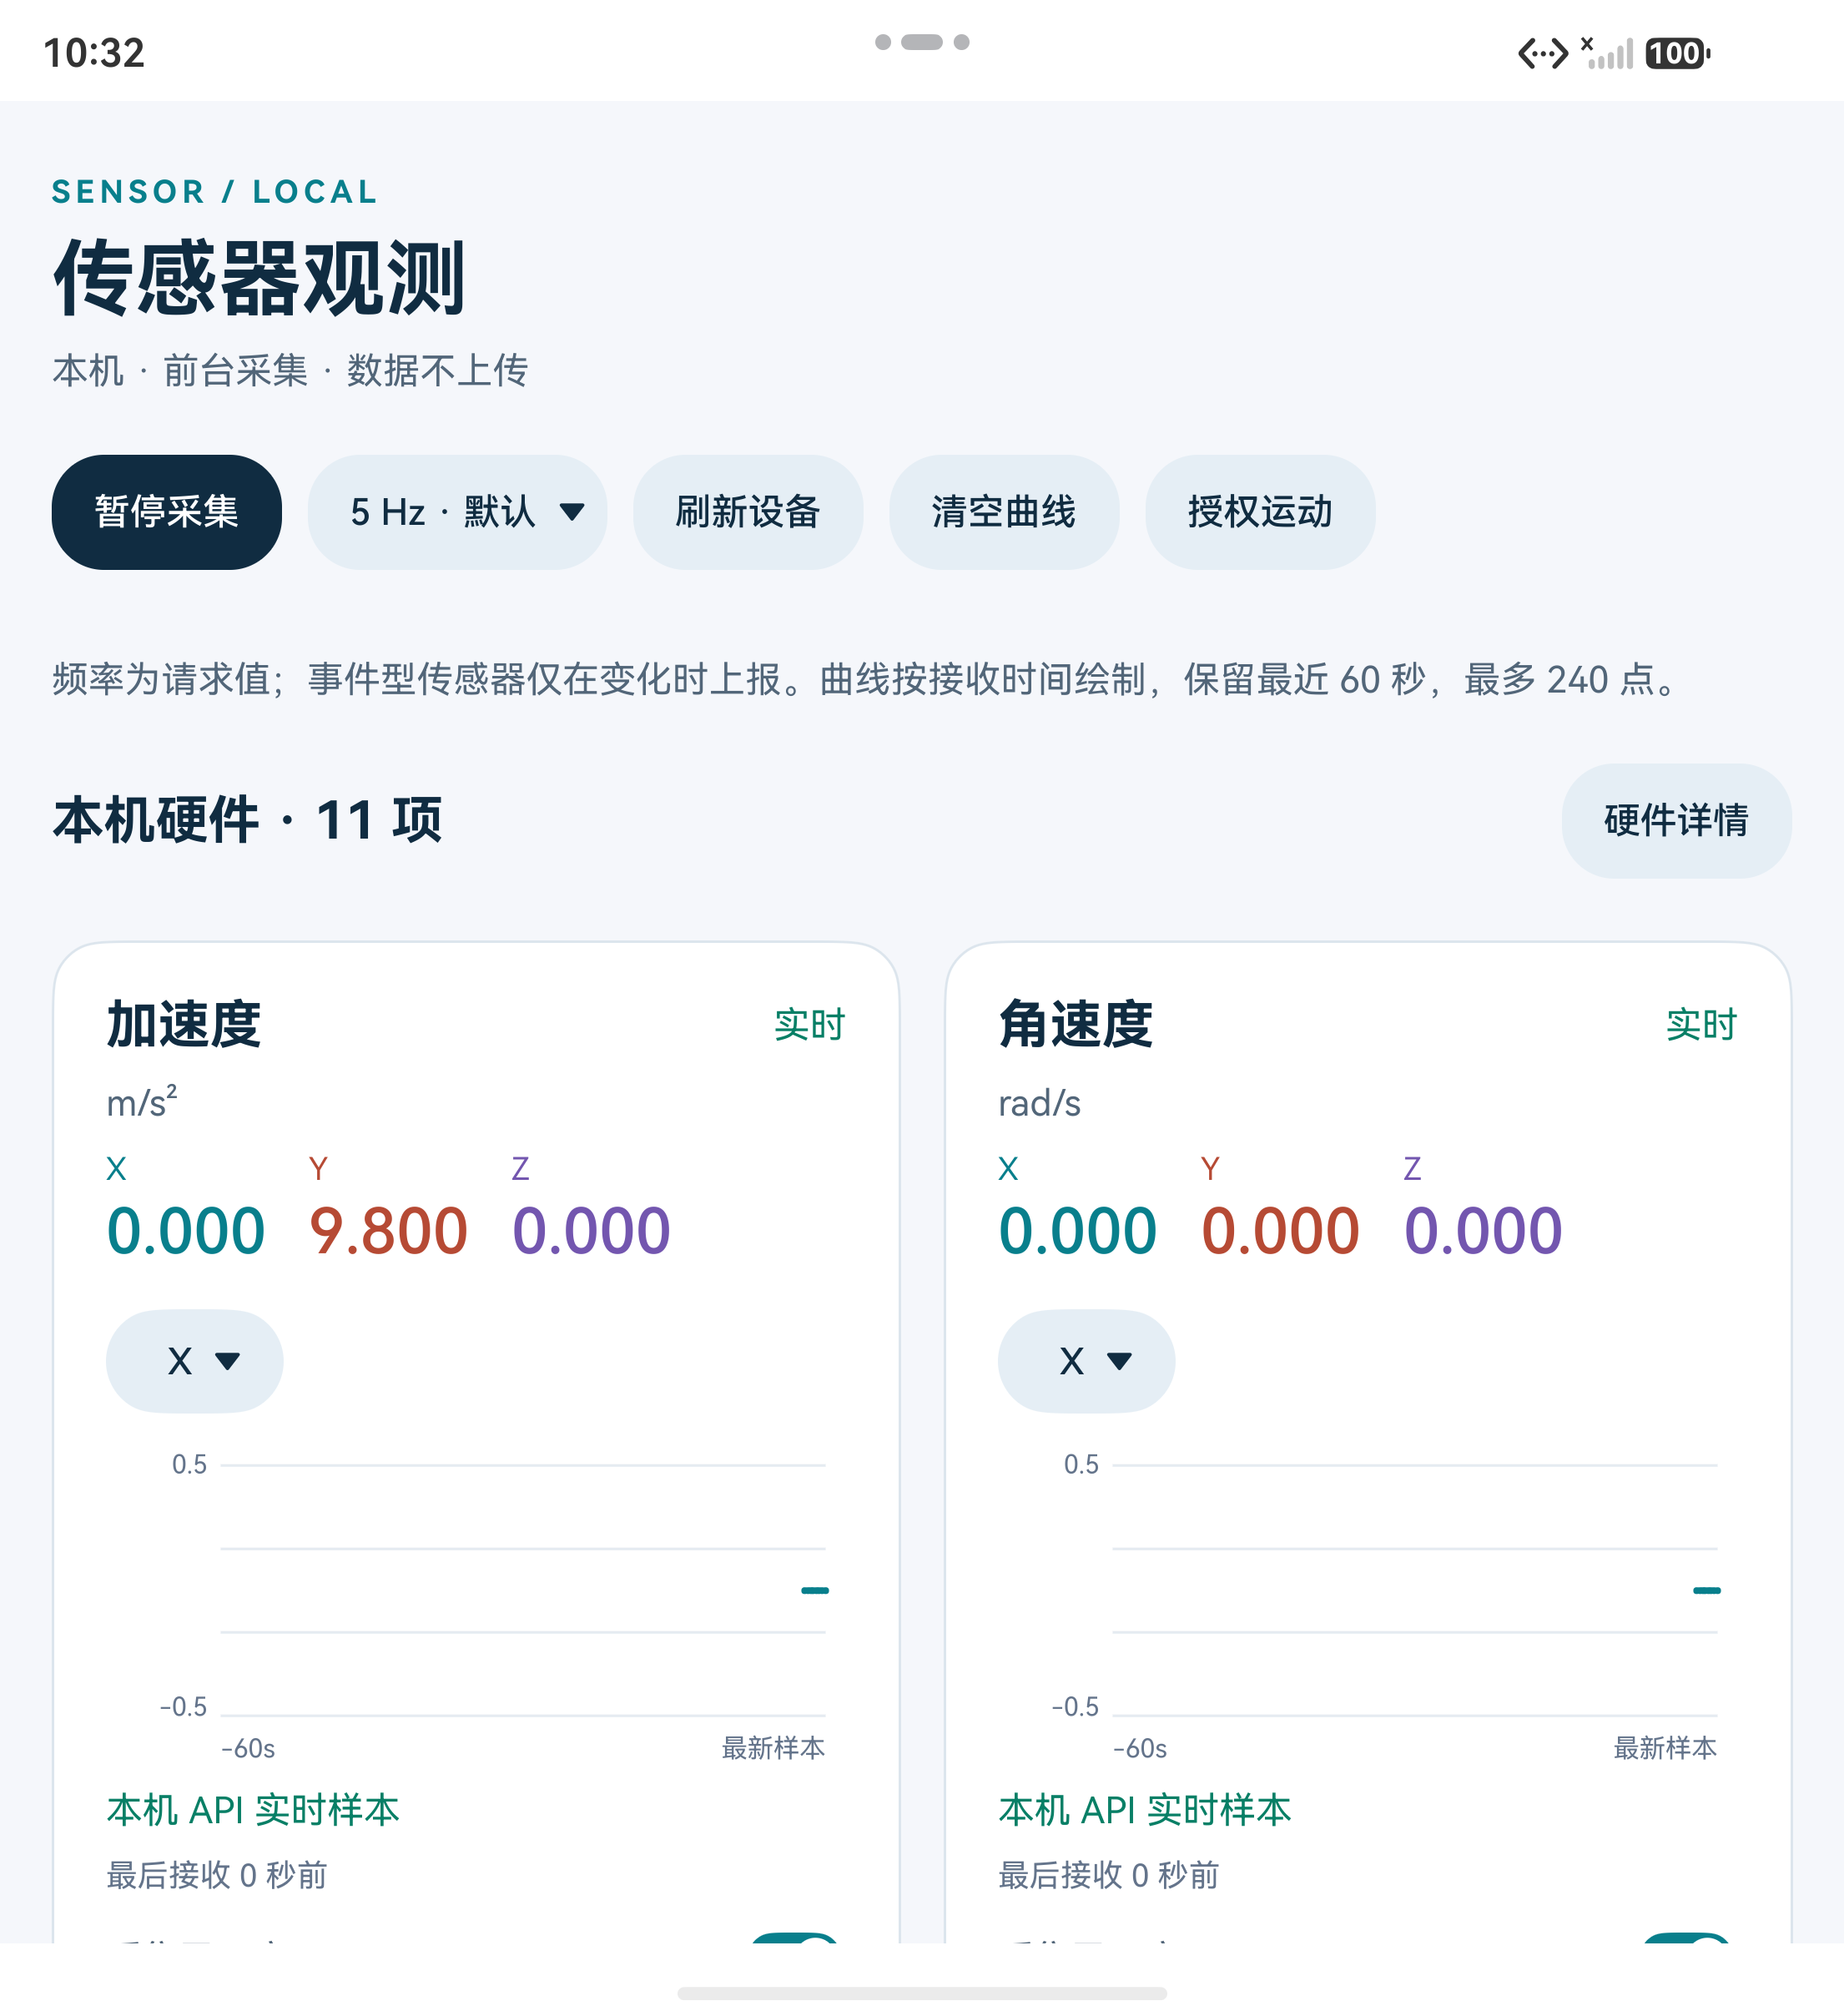 10:32
100
SENSOR / LOCAL
传感器观测
本机 · 前台采集 · 数据不上传
暂停采集
5 Hz · 默认
刷新设备
清空曲线
授权运动
频率为请求值；事件型传感器仅在变化时上报。曲线按接收时间绘制，保留最近 60 秒，最多 240 点。
本机硬件 · 11 项
硬件详情
加速度
实时
m/s²
X Y Z
0.000 9.800 0.000
X
0.5
-0.5
-60s
最新样本
本机 API 实时样本
最后接收 0 秒前
角速度
实时
rad/s
X Y Z
0.000 0.000 0.000
X
0.5
-0.5
-60s
最新样本
本机 API 实时样本
最后接收 0 秒前